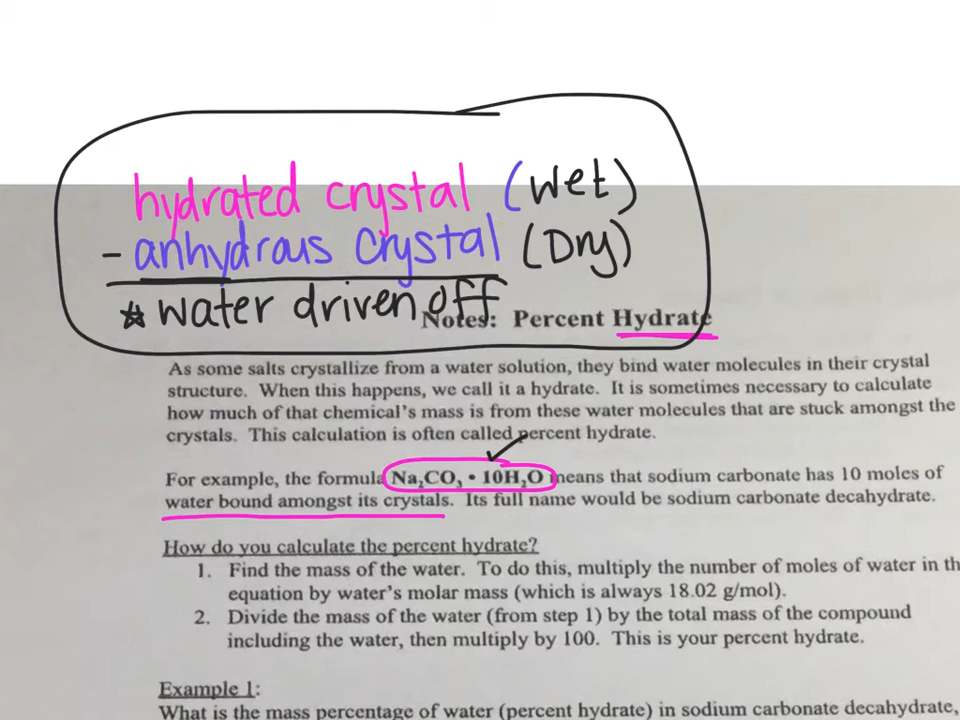 hydrated crystal (Wet)
- anhydrous crystal (Dry)
* water driven off
Notes: Percent Hydrate
As some salts crystallize from a water solution, they bind water molecules in their crystal
structure. When this happens, we call it a hydrate. It is sometimes necessary to calculate
how much of that chemical's mass is from these water molecules that are stuck amongst the
crystals. This calculation is often called percent hydrate.
For example, the formula Na₂CO₃ • 10H₂O means that sodium carbonate has 10 moles of
water bound amongst its crystals. Its full name would be sodium carbonate decahydrate.
How do you calculate the percent hydrate?
1. Find the mass of the water. To do this, multiply the number of moles of water in th
equation by water's molar mass (which is always 18.02 g/mol).
2. Divide the mass of the water (from step 1) by the total mass of the compound
including the water, then multiply by 100. This is your percent hydrate.
Example 1:
What is the mass percentage of water (percent hydrate) in sodium carbonate decahydrate,